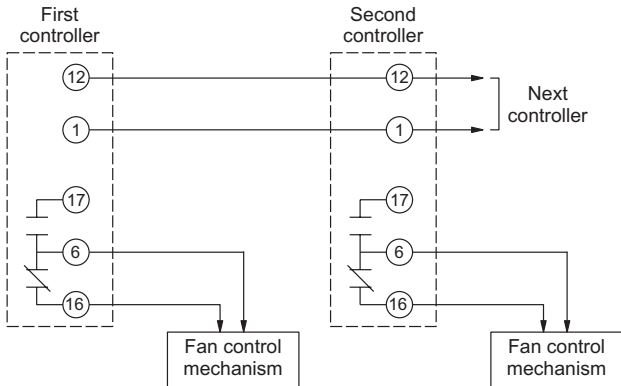 First
controller
Second
controller
12
12
Next
controller
1
1
17
17
6
6
16
16
Fan control
mechanism
Fan control
mechanism